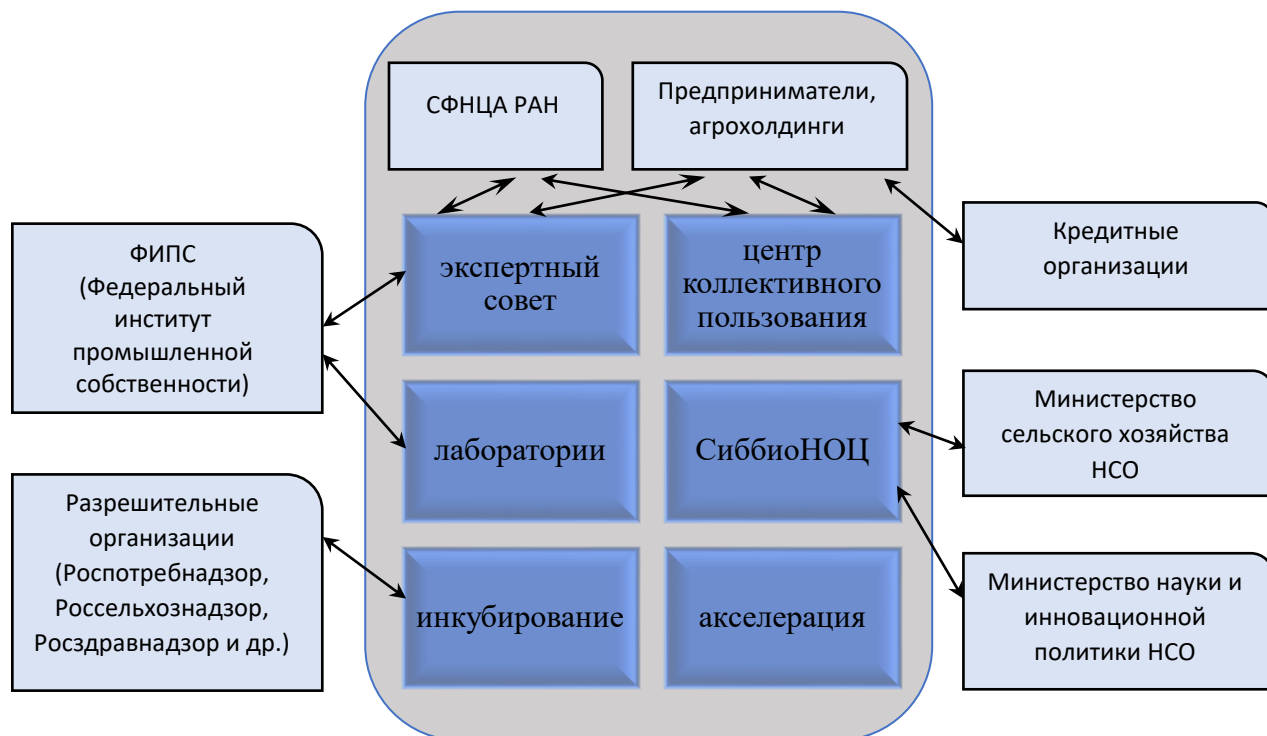 СФНЦА РАН
Предприниматели,
агрохолдинги
ФИПС
(Федеральный
институт
промышленной
собственности)
экспертный
совет
центр
коллективного
пользования
Кредитные
организации
лаборатории
СиббиоНОЦ
Министерство
сельского хозяйства
НСО
Разрешительные
организации
(Роспотребнадзор,
Россельхознадзор,
Росздравнадзор и др.)
инкубирование
акселерация
Министерство науки и
инновационной
политики НСО